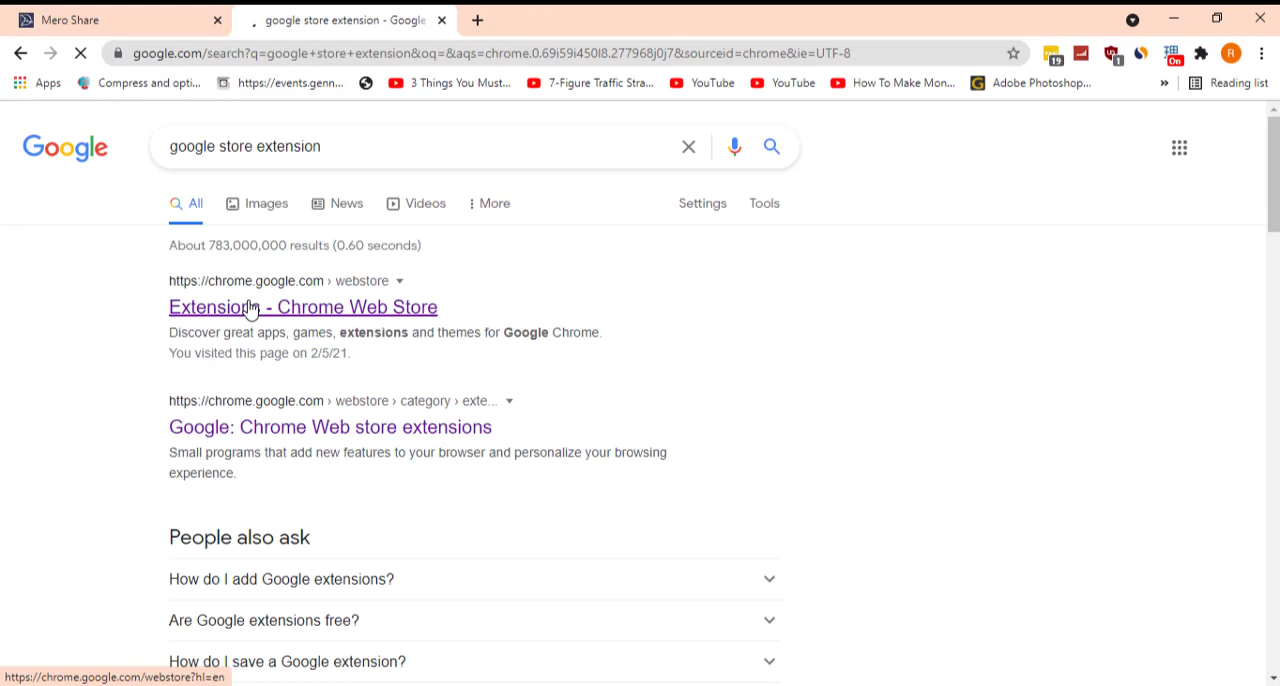 Mero Share
google store extension - Google
google.com/search?q=google+store+extension&oq=&aqs=chrome.0.69i59i450l8.277968j0j7&sourceid=chrome&ie=UTF-8
19
1
On
R
Apps
Compress and opti...
https://events.genn...
3 Things You Must...
7-Figure Traffic Stra...
YouTube
YouTube
How To Make Mon...
Adobe Photoshop...
»
Reading list
Google
google store extension
All
Images
News
Videos
More
Settings
Tools
About 783,000,000 results (0.60 seconds)
https://chrome.google.com › webstore
Extensions - Chrome Web Store
Discover great apps, games, extensions and themes for Google Chrome.
You visited this page on 2/5/21.
https://chrome.google.com › webstore › category › exte...
Google: Chrome Web store extensions
Small programs that add new features to your browser and personalize your browsing
experience.
People also ask
How do I add Google extensions?
Are Google extensions free?
How do I save a Google extension?
https://chrome.google.com/webstore?hl=en